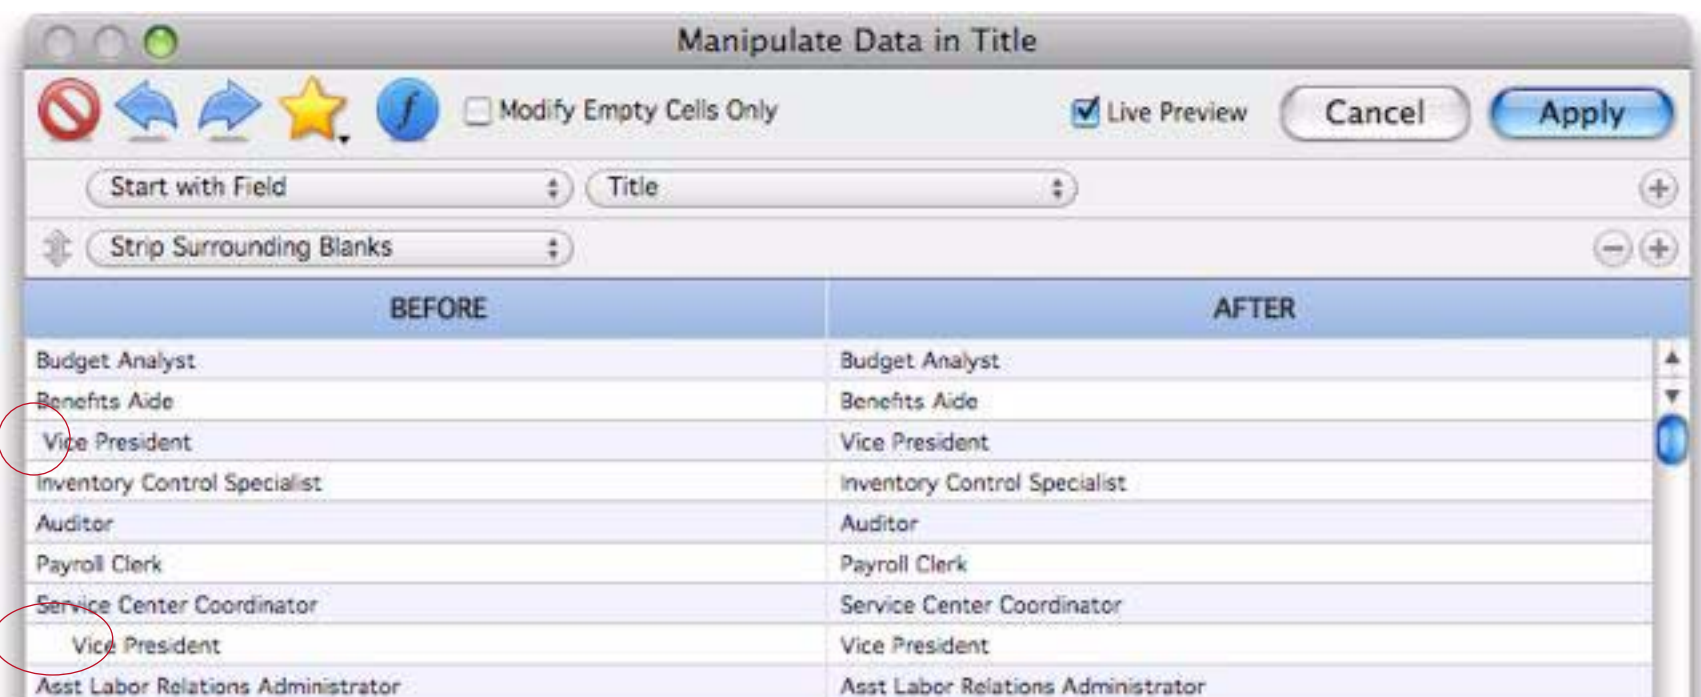 Manipulate Data in Title
f Modify Empty Cells Only Live Preview Cancel Apply
Start with Field Title
Strip Surrounding Blanks
BEFORE AFTER
Budget Analyst Budget Analyst
Benefits Aide Benefits Aide
Vice President Vice President
Inventory Control Specialist Inventory Control Specialist
Auditor Auditor
Payroll Clerk Payroll Clerk
Service Center Coordinator Service Center Coordinator
Vice President Vice President
Asst Labor Relations Administrator Asst Labor Relations Administrator